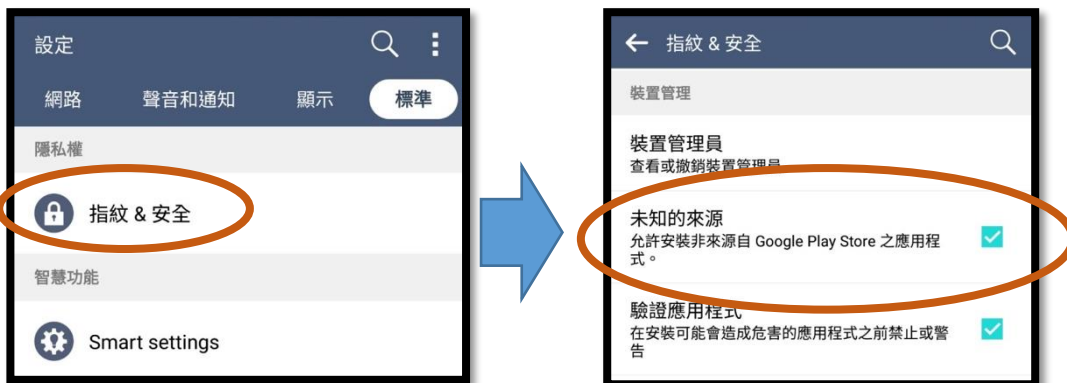 設定
網路
聲音和通知
顯示
標準
隱私權
指紋 & 安全
智慧功能
Smart settings
指紋 & 安全
裝置管理
裝置管理員
查看或撤銷裝置管理員
未知的來源
允許安裝非來源自 Google Play Store 之應用程
式。
驗證應用程式
在安裝可能會造成危害的應用程式之前禁止或警
告